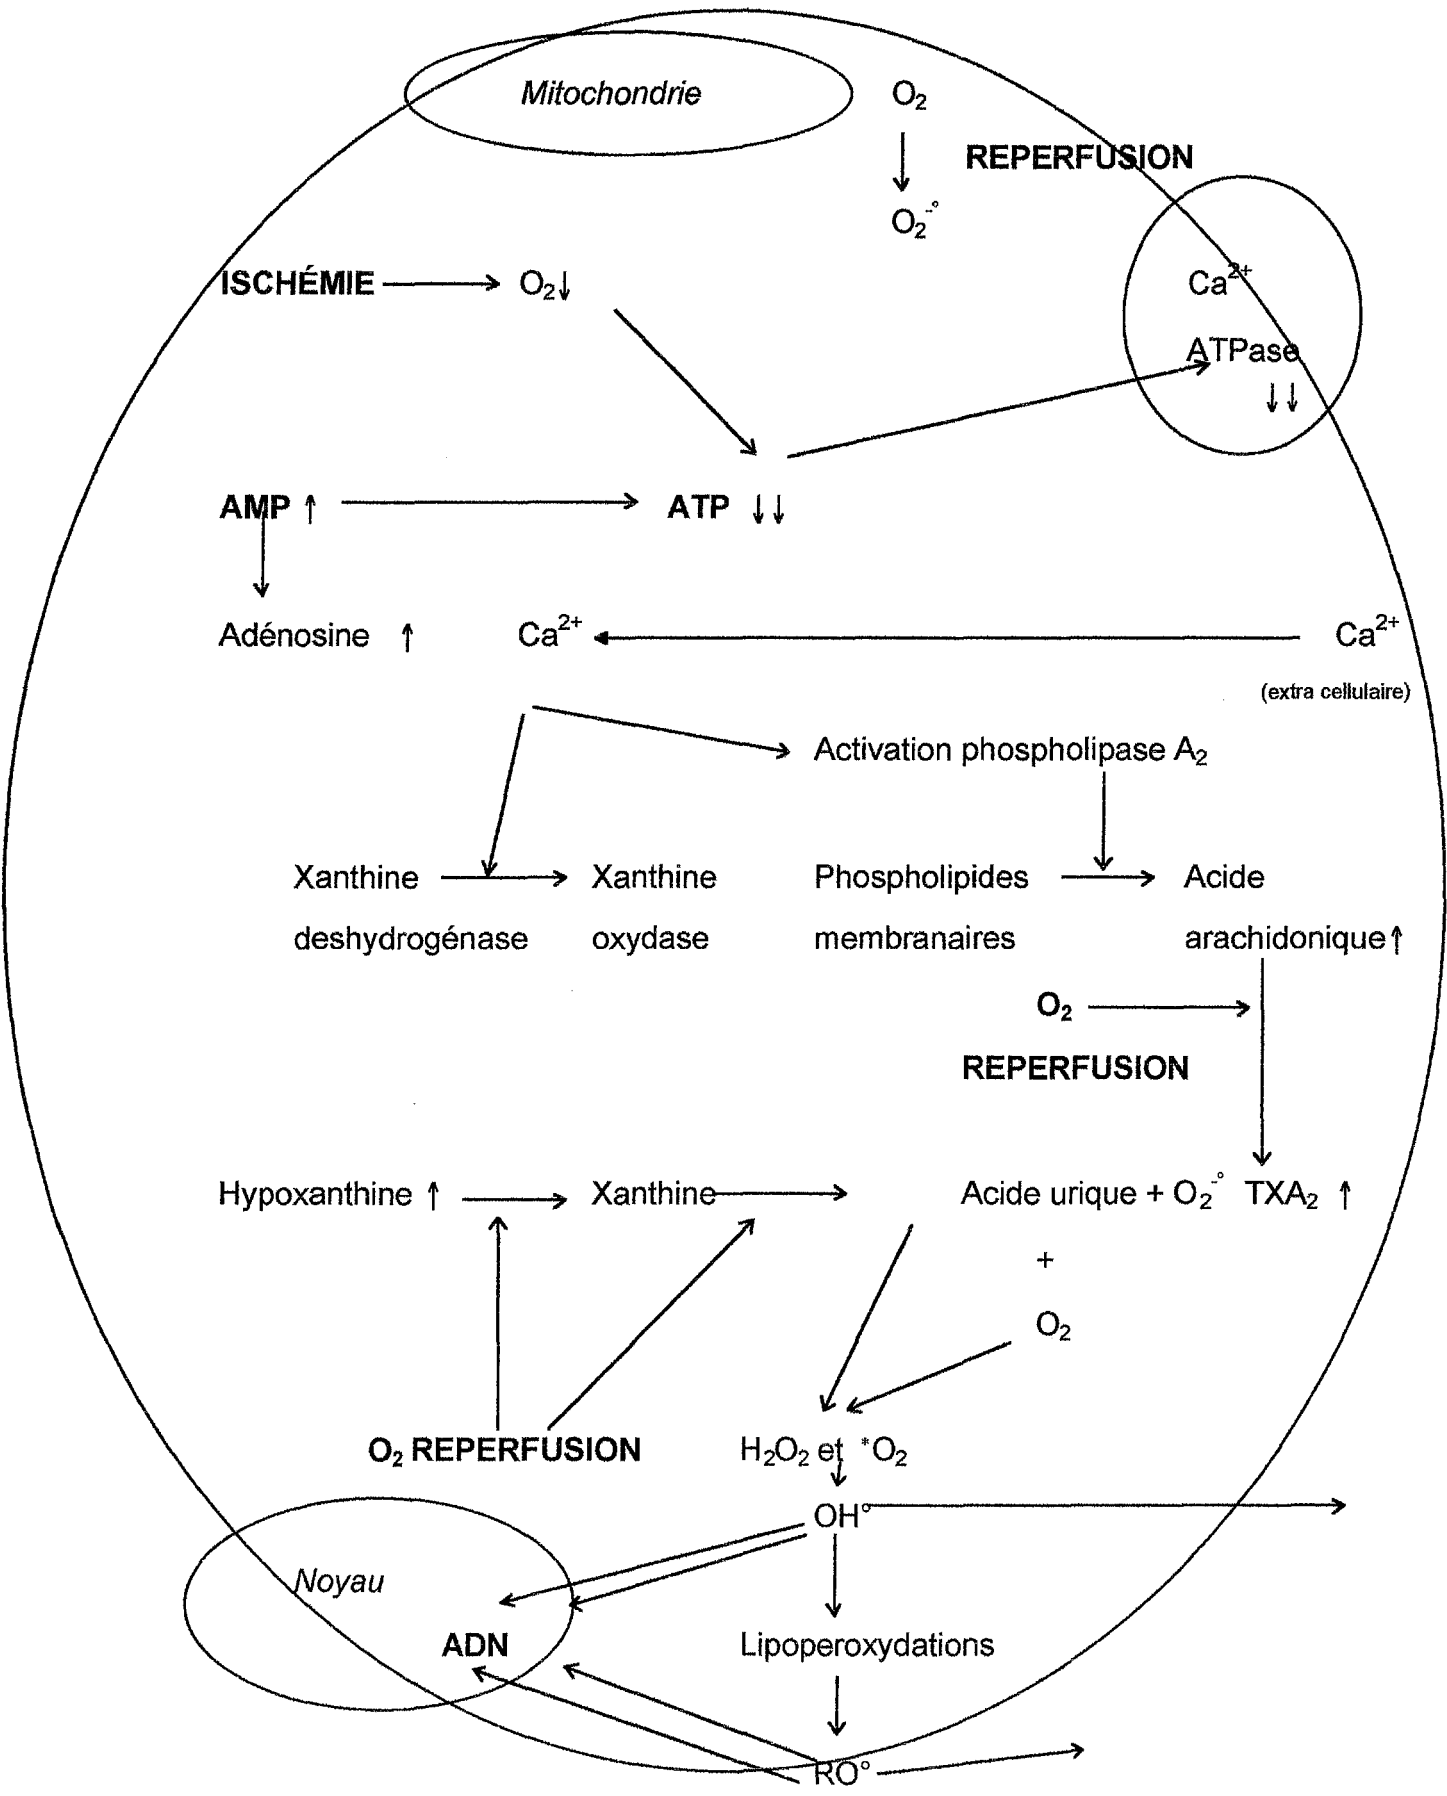 Mitochondrie
O₂
REPERFUSION
O₂⁻°
ISCHÉMIE
O₂↓
Ca²⁺
ATPase
↓↓
AMP ↑
ATP ↓↓
Adénosine ↑
Ca²⁺
Ca²⁺
(extra cellulaire)
Activation phospholipase A₂
Xanthine
deshydrogénase
Xanthine
oxydase
Phospholipides
membranaires
Acide
arachidonique↑
O₂
REPERFUSION
Hypoxanthine ↑
Xanthine
Acide urique + O₂⁻°
TXA₂ ↑
+
O₂
O₂ REPERFUSION
H₂O₂ et *O₂
OH°
Noyau
ADN
Lipoperoxydations
RO°